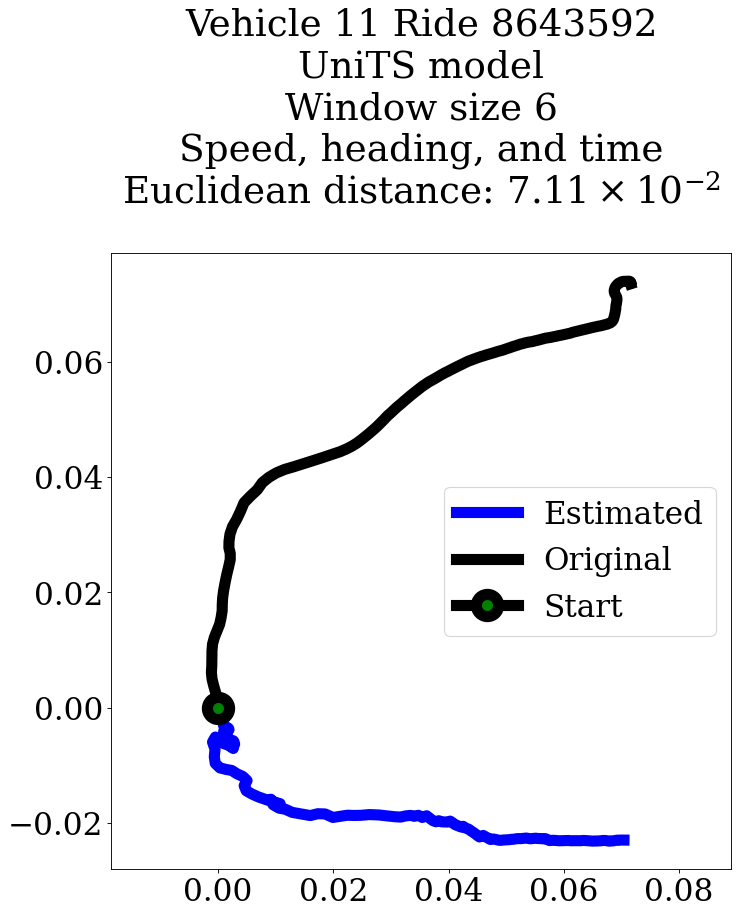 Vehicle 11 Ride 8643592
UniTS model
Window size 6
Speed, heading, and time
Euclidean distance: 7.11 × 10⁻²
0.06
0.04
0.02
0.00
−0.02
Estimated
Original
Start
0.00 0.02 0.04 0.06 0.08